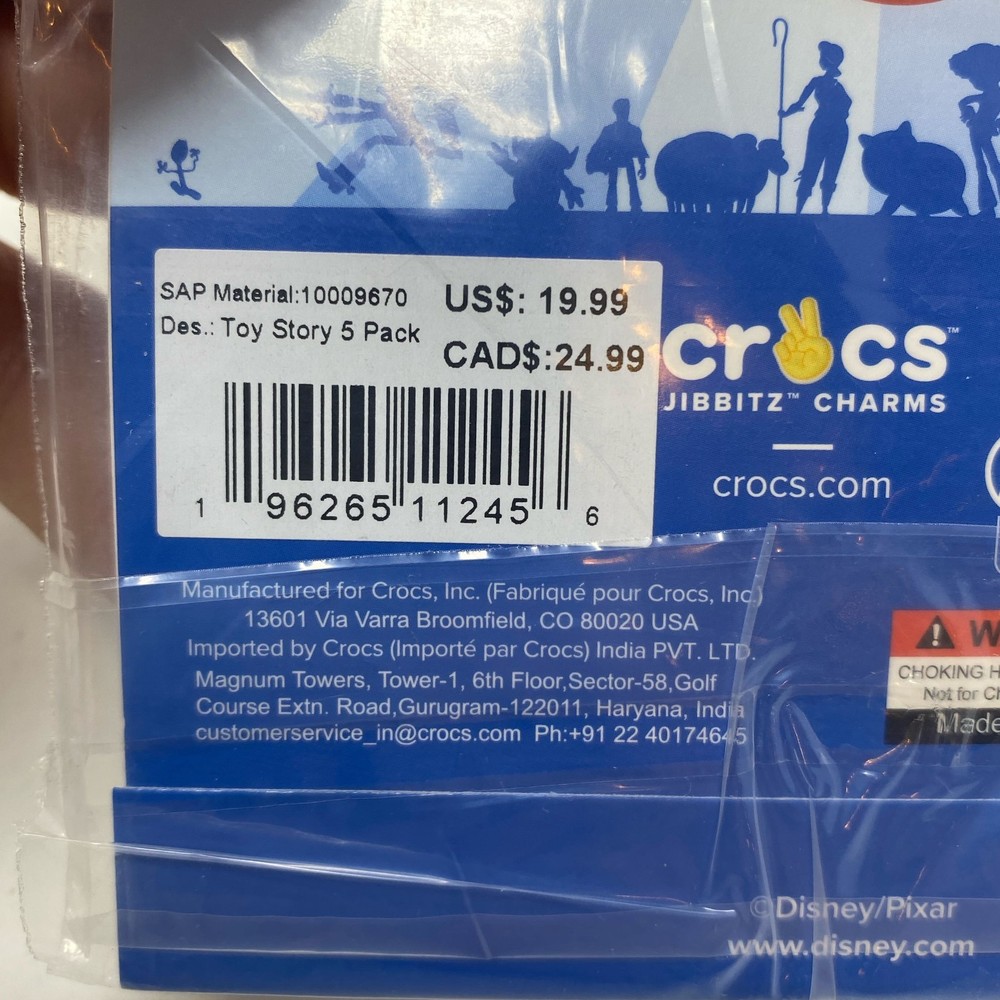 SAP Material:10009670
US$: 19.99
Des.: Toy Story 5 Pack
CAD$:24.99
1 96265 11245 6
crocs™
JIBBITZ™ CHARMS
crocs.com
Manufactured for Crocs, Inc. (Fabriqué pour Crocs, Inc.)
13601 Via Varra Broomfield, CO 80020 USA
Imported by Crocs (Importé par Crocs) India PVT. LTD.
Magnum Towers, Tower-1, 6th Floor,Sector-58,Golf
Course Extn. Road,Gurugram-122011, Haryana, India
customerservice_in@crocs.com Ph:+91 22 40174645
W
CHOKING H
Not for Ch
Made
©Disney/Pixar
www.disney.com